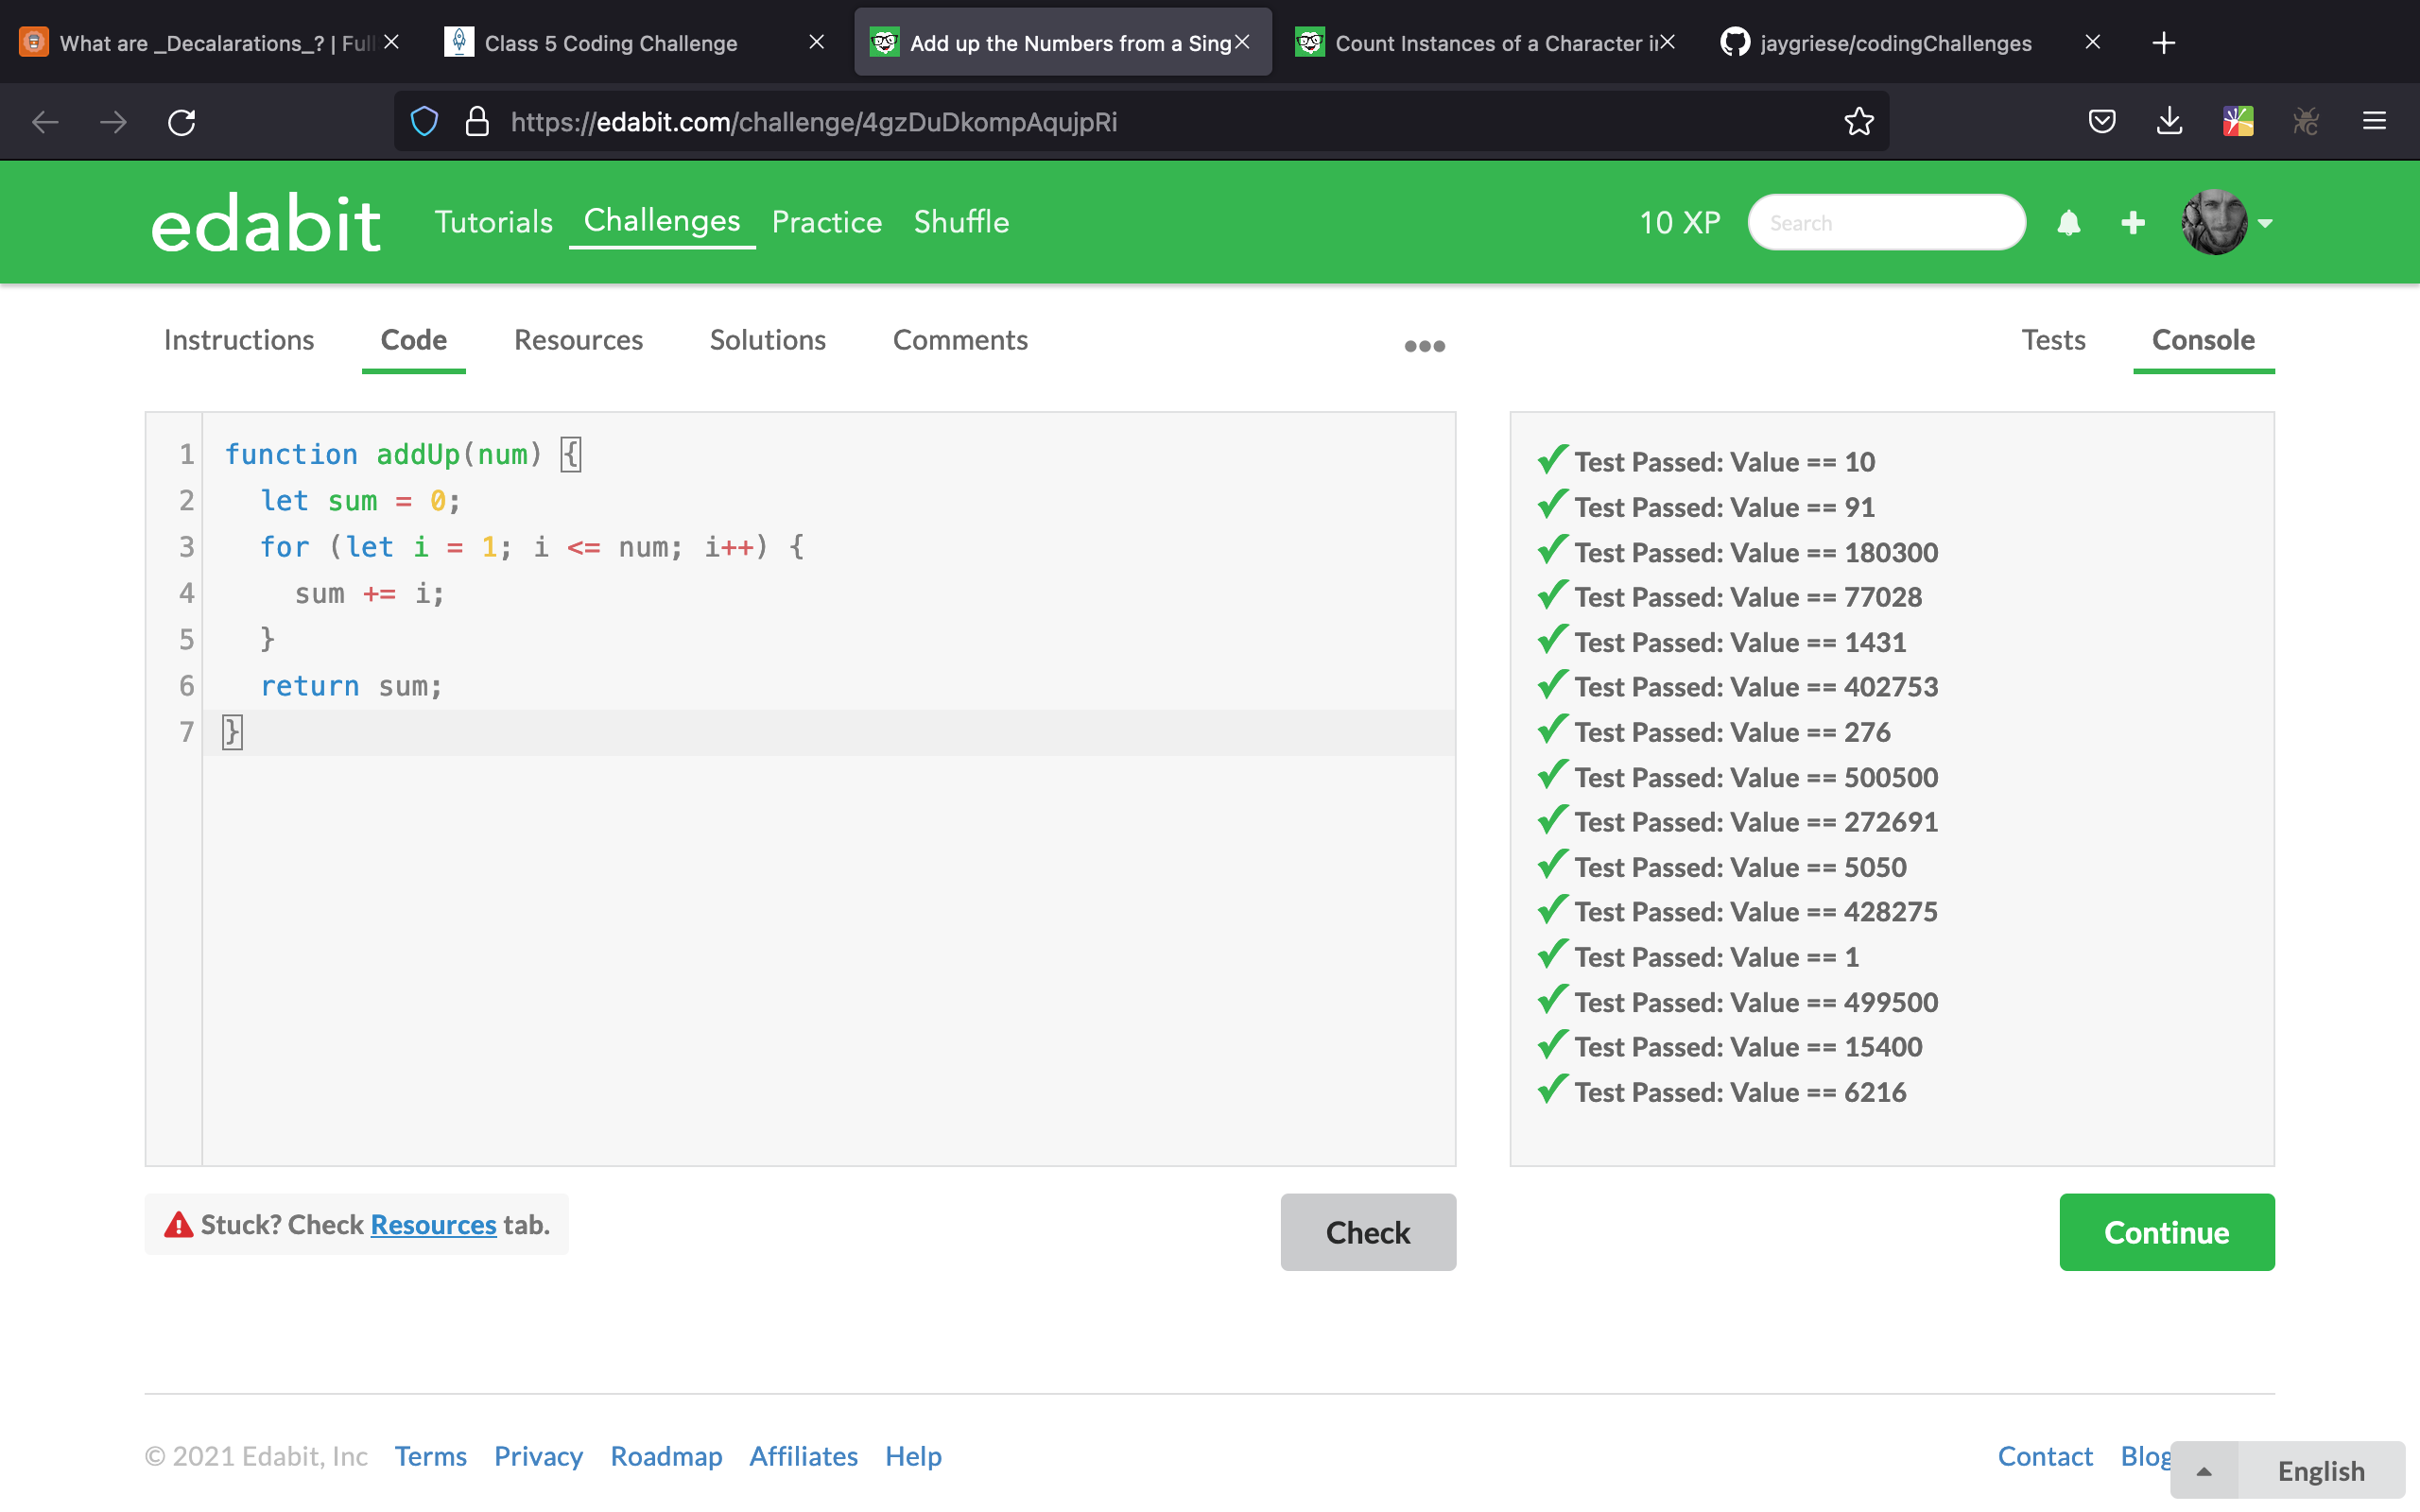 What are _Decalarations_? | Full
Class 5 Coding Challenge
Add up the Numbers from a Sing
Count Instances of a Character i
jaygriese/codingChallenges
https://edabit.com/challenge/4gzDuDkompAqujpRi
edabit
Tutorials Challenges Practice Shuffle
10 XP
Search
Instructions Code Resources Solutions Comments
Tests Console
1 function addUp(num) {
2 let sum = 0;
3 for (let i = 1; i <= num; i++) {
4 sum += i;
5 }
6 return sum;
7 }
Test Passed: Value == 10
Test Passed: Value == 91
Test Passed: Value == 180300
Test Passed: Value == 77028
Test Passed: Value == 1431
Test Passed: Value == 402753
Test Passed: Value == 276
Test Passed: Value == 500500
Test Passed: Value == 272691
Test Passed: Value == 5050
Test Passed: Value == 428275
Test Passed: Value == 1
Test Passed: Value == 499500
Test Passed: Value == 15400
Test Passed: Value == 6216
Stuck? Check Resources tab.
Check
Continue
© 2021 Edabit, Inc Terms Privacy Roadmap Affiliates Help
Contact Blog
English